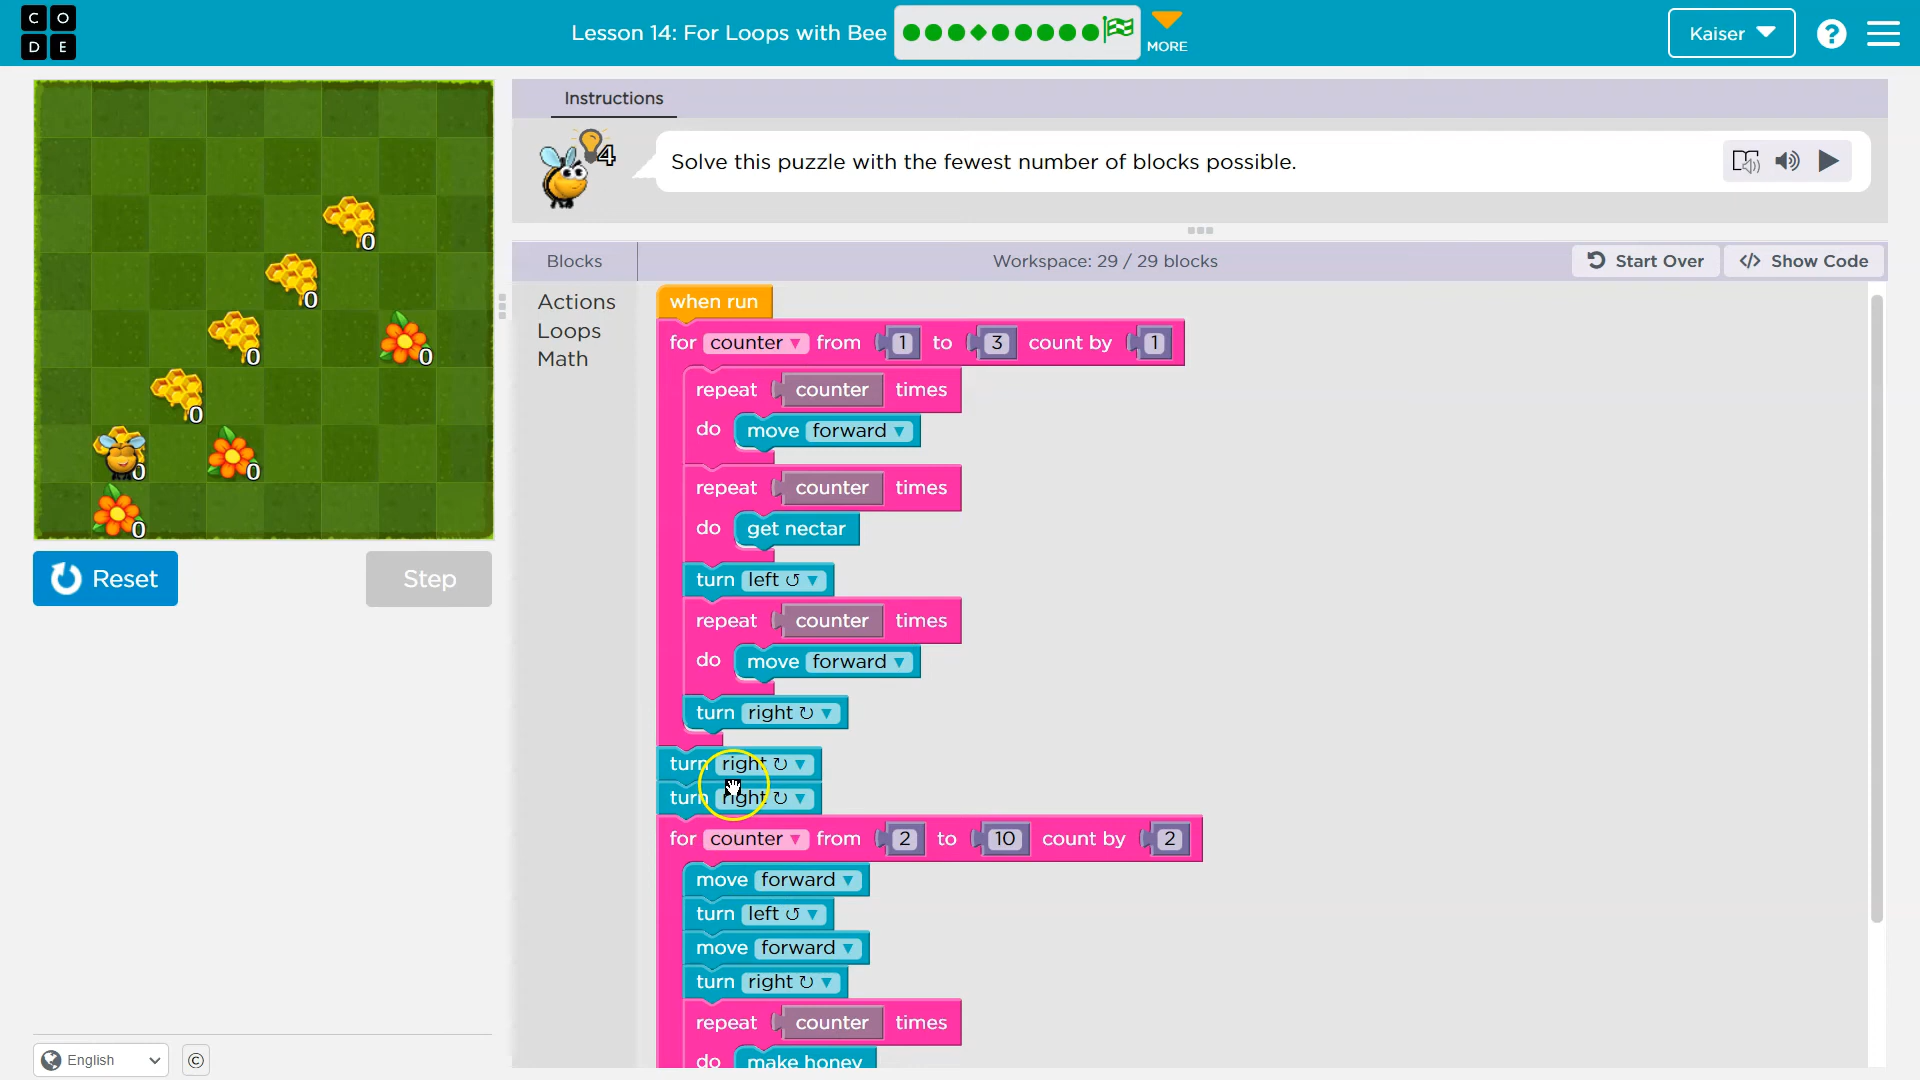 C O
D E
Lesson 14: For Loops with Bee
MORE
Kaiser
?
Instructions
4
Solve this puzzle with the fewest number of blocks possible.
0
0
0
0
0
0
0
0
Reset
Step
Blocks
Workspace: 29 / 29 blocks
Start Over
</> Show Code
Actions
Loops
Math
when run
for counter from 1 to 3 count by 1
repeat counter times
do move forward
repeat counter times
do get nectar
turn left ↺
repeat counter times
do move forward
turn right ↻
turn right ↻
turn right ↻
for counter from 2 to 10 count by 2
move forward
turn left ↺
move forward
turn right ↻
repeat counter times
do make honey
English
©